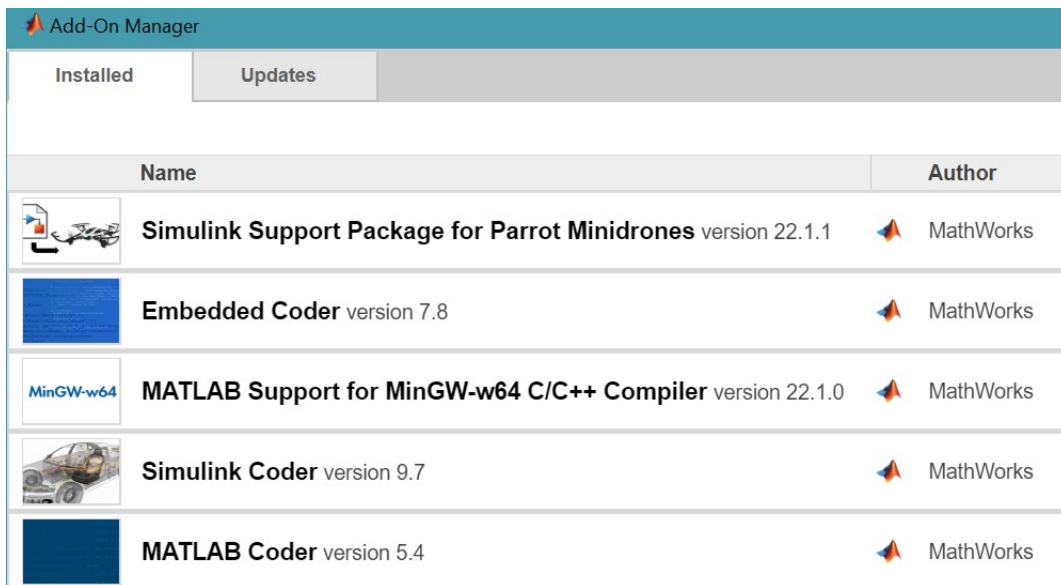 Add-On Manager
Installed Updates
Name Author
Simulink Support Package for Parrot Minidrones version 22.1.1 MathWorks
Embedded Coder version 7.8 MathWorks
MinGW-w64 MATLAB Support for MinGW-w64 C/C++ Compiler version 22.1.0 MathWorks
Simulink Coder version 9.7 MathWorks
MATLAB Coder version 5.4 MathWorks